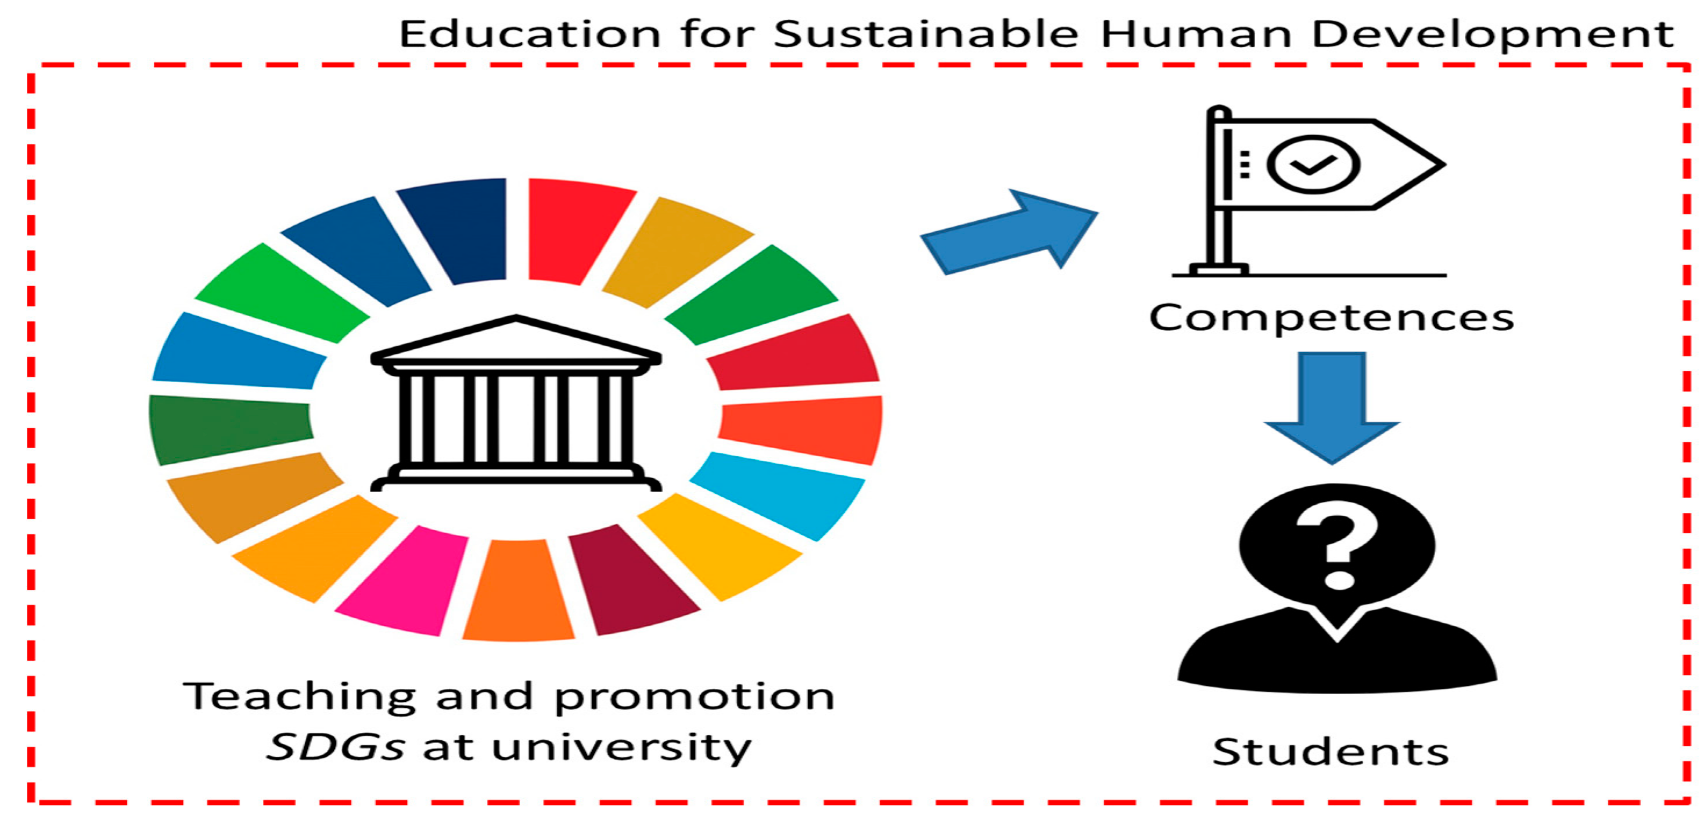 Education for Sustainable Human Development
Teaching and promotion
SDGs at university
Competences
?
Students